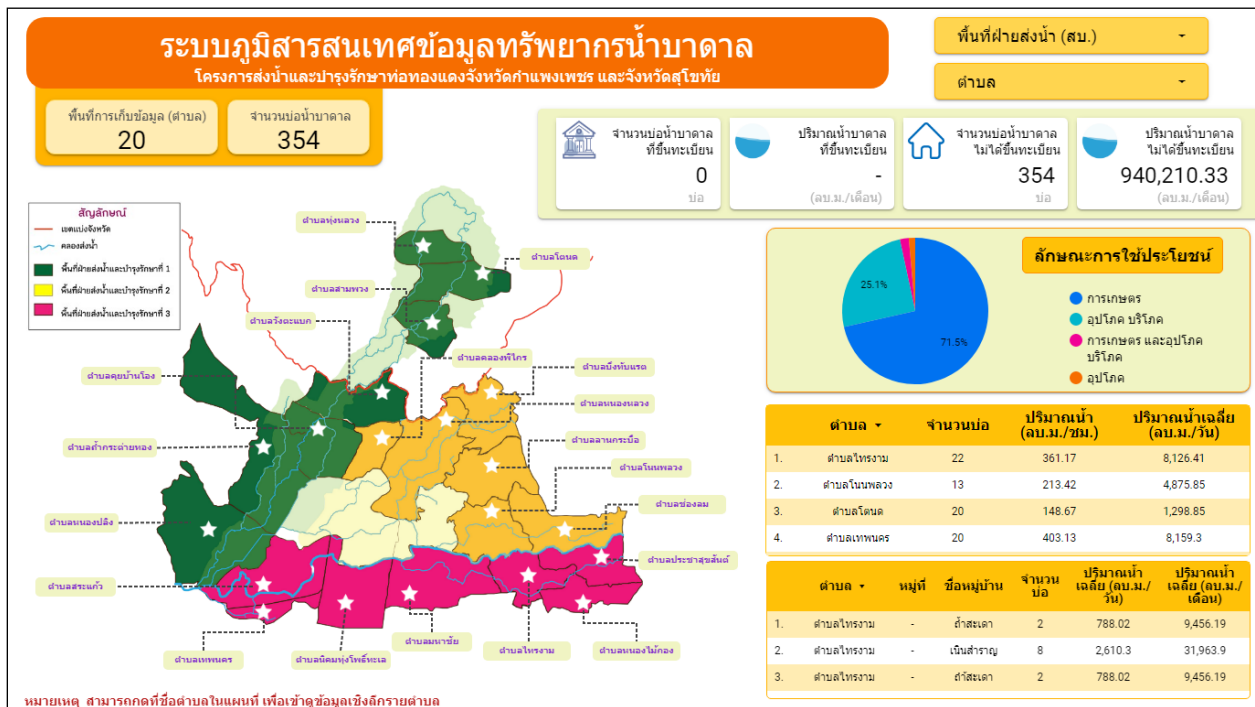 ระบบภูมิสารสนเทศข้อมูลทรัพยากรน้ำบาดาล
โครงการส่งน้ำและบำรุงรักษาท่อทองแดงจังหวัดกำแพงเพชร และจังหวัดสุโขทัย
พื้นที่ฝ่ายส่งน้ำ (สบ.)
ตำบล
พื้นที่การเก็บข้อมูล (ตำบล)
20
จำนวนบ่อน้ำบาดาล
354
จำนวนบ่อน้ำบาดาล
ที่ขึ้นทะเบียน
0
บ่อ
ปริมาณน้ำบาดาล
ที่ขึ้นทะเบียน
-
(ลบ.ม./เดือน)
จำนวนบ่อน้ำบาดาล
ไม่ได้ขึ้นทะเบียน
354
บ่อ
ปริมาณน้ำบาดาล
ไม่ได้ขึ้นทะเบียน
940,210.33
(ลบ.ม./เดือน)
สัญลักษณ์
เขตแบ่งจังหวัด
คลองส่งน้ำ
พื้นที่ฝ่ายส่งน้ำและบำรุงรักษาที่ 1
พื้นที่ฝ่ายส่งน้ำและบำรุงรักษาที่ 2
พื้นที่ฝ่ายส่งน้ำและบำรุงรักษาที่ 3
ตำบลทุ่งหลวง
ตำบลโตนด
ตำบลสามพวง
ตำบลวังตะแบก
ตำบลคลองพิไกร
ตำบลบึงทับแรต
ตำบลคุยบ้านโอง
ตำบลหนองหลวง
ตำบลลานกระบือ
ตำบลถ้ำกระต่ายทอง
ตำบลโนนพลวง
ตำบลช่องลม
ตำบลหนองปลิง
ตำบลประชาสุขสันต์
ตำบลสระแก้ว
ตำบลมหาชัย
ตำบลไทรงาม
ตำบลหนองไม้กอง
ตำบลเทพนคร
ตำบลนิคมทุ่งโพธิ์ทะเล
หมายเหตุ สามารถกดที่ชื่อตำบลในแผนที่ เพื่อเข้าดูข้อมูลเชิงลึกรายตำบล
ลักษณะการใช้ประโยชน์
25.1%
71.5%
การเกษตร
อุปโภค บริโภค
การเกษตร และอุปโภค
บริโภค
อุปโภค
ตำบล จำนวนบ่อ ปริมาณน้ำ (ลบ.ม./ชม.) ปริมาณน้ำเฉลี่ย (ลบ.ม./วัน)
1. ตำบลไทรงาม 22 361.17 8,126.41
2. ตำบลโนนพลวง 13 213.42 4,875.85
3. ตำบลโตนด 20 148.67 1,298.85
4. ตำบลเทพนคร 20 403.13 8,159.3
ตำบล หมู่ที่ ชื่อหมู่บ้าน จำนวนบ่อ ปริมาณน้ำเฉลี่ย (ลบ.ม./วัน) ปริมาณน้ำเฉลี่ย (ลบ.ม./เดือน)
1. ตำบลไทรงาม - ถ้ำสะเดา 2 788.02 9,456.19
2. ตำบลไทรงาม - เนินสำราญ 8 2,610.3 31,963.9
3. ตำบลไทรงาม - ถ้ำสะเดา 2 788.02 9,456.19